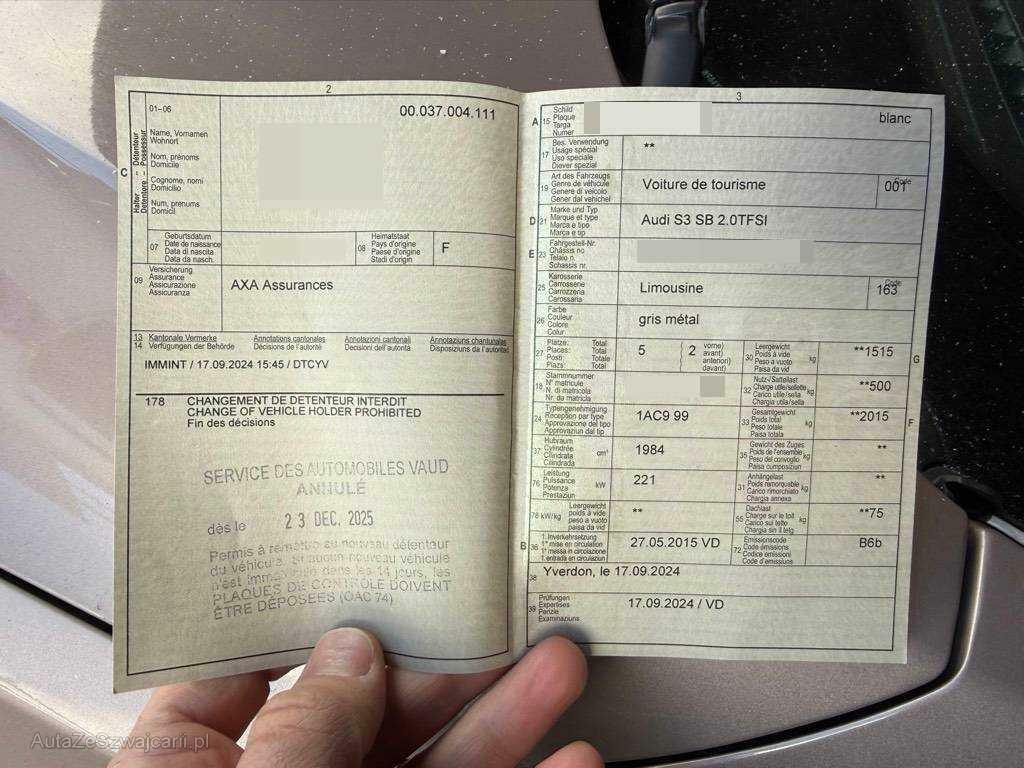 2
01-06
00.037.004.111
C
Halter - Détenteur
Detentore - Possessur
Name, Vornamen
Wohnort
Nom, prénoms
Domicile
Cognome, nomi
Domicilio
Num, prenums
Domicil
07
Geburtsdatum
Date de naissance
Data di nascita
Data da nasch.
08
Heimatstaat
Pays d'origine
Paese d'origine
Stadi d'origin
F
09
Versicherung
Assurance
Assicurazione
Assicuranza
AXA Assurances
13 Kantonale Vermerke
14 Verfügungen der Behörde
Annotations cantonales
Décisions de l'autorité
Annotazioni cantonali
Decisioni dell'autorità
Annotaziuns chantunalas
Disposiziuns da l'autoritad
IMMINT / 17.09.2024 15:45 / DTCYV
178 CHANGEMENT DE DETENTEUR INTERDIT
CHANGE OF VEHICLE HOLDER PROHIBITED
Fin des décisions
SERVICE DES AUTOMOBILES VAUD
ANNULÉ
dès le 23 DEC. 2025
Permis à remettre au nouveau détenteur
du véhicule. Si aucun nouveau véhicule
n'est immatriculé dans les 14 jours, les
PLAQUES DE CONTRÔLE DOIVENT
ÊTRE DÉPOSÉES (OAC 74)
3
A 15
Schild
Plaque
Targa
Numer
blanc
17
Bes. Verwendung
Usage spécial
Uso speciale
Diever spezial
**
19
Art des Fahrzeugs
Genre de véhicule
Genere di veicolo
Gener dal vehichel
Voiture de tourisme
Code
001
D 21
Marke und Typ
Marque et type
Marca e tipo
Marca e tip
Audi S3 SB 2.0TFSI
E 23
Fahrgestell-Nr.
Châssis no
Telaio n.
Schassis nr.
25
Karosserie
Carrosserie
Carrozzeria
Carossaria
Limousine
Code
163
26
Farbe
Couleur
Colore
Colur
gris métal
27
Plätze: Total
Places: Total
Posti: Totale
Plazs: Total
5
2
vorne)
avant)
anteriori)
davant)
30
Leergewicht
Poids à vide
Peso a vuoto
Paisa da vid
kg
**1515
G
18
Stammnummer
N° matricule
N. di matricola
Nr. da matricla
32
Nutz-/Sattellast
Charge utile/sellette
Carico utile/sella
Chargia utila/sella
kg
**500
24
Typengenehmigung
Réception par type
Approvazione del tipo
Approvaziun dal tip
1AC9 99
33
Gesamtgewicht
Poids total
Peso totale
Paisa totala
kg
**2015
F
37
Hubraum
Cylindrée
Cilindrata
Cilindrada
cm³
1984
35
Gewicht des Zuges
Poids de l'ensemble
Peso del convoglio
Paisa cumposiziun
kg
**
76
Leistung
Puissance
Potenza
Prestaziun
kW
221
31
Anhängelast
Poids remorquable
Carico rimorchiato
Chargia annexa
kg
**
78 kW/kg
Leergewicht
poids à vide
peso a vuoto
paisa da vid
**
55
Dachlast
Charge sur le toit
Carico sul tetto
Chargia sin il tetg
kg
**75
B 36
1.Inverkehrsetzung
1re mise en circulation
1a messa in circolazione
1. entrada en circulaziun
27.05.2015 VD
72
Emissionscode
Code émissions
Codice emissioni
Code d'emissiuns
B6b
38
Yverdon, le 17.09.2024
39
Prüfungen
Expertises
Perizie
Examinaziuns
17.09.2024 / VD
AutaZeSzwajcarii.pl